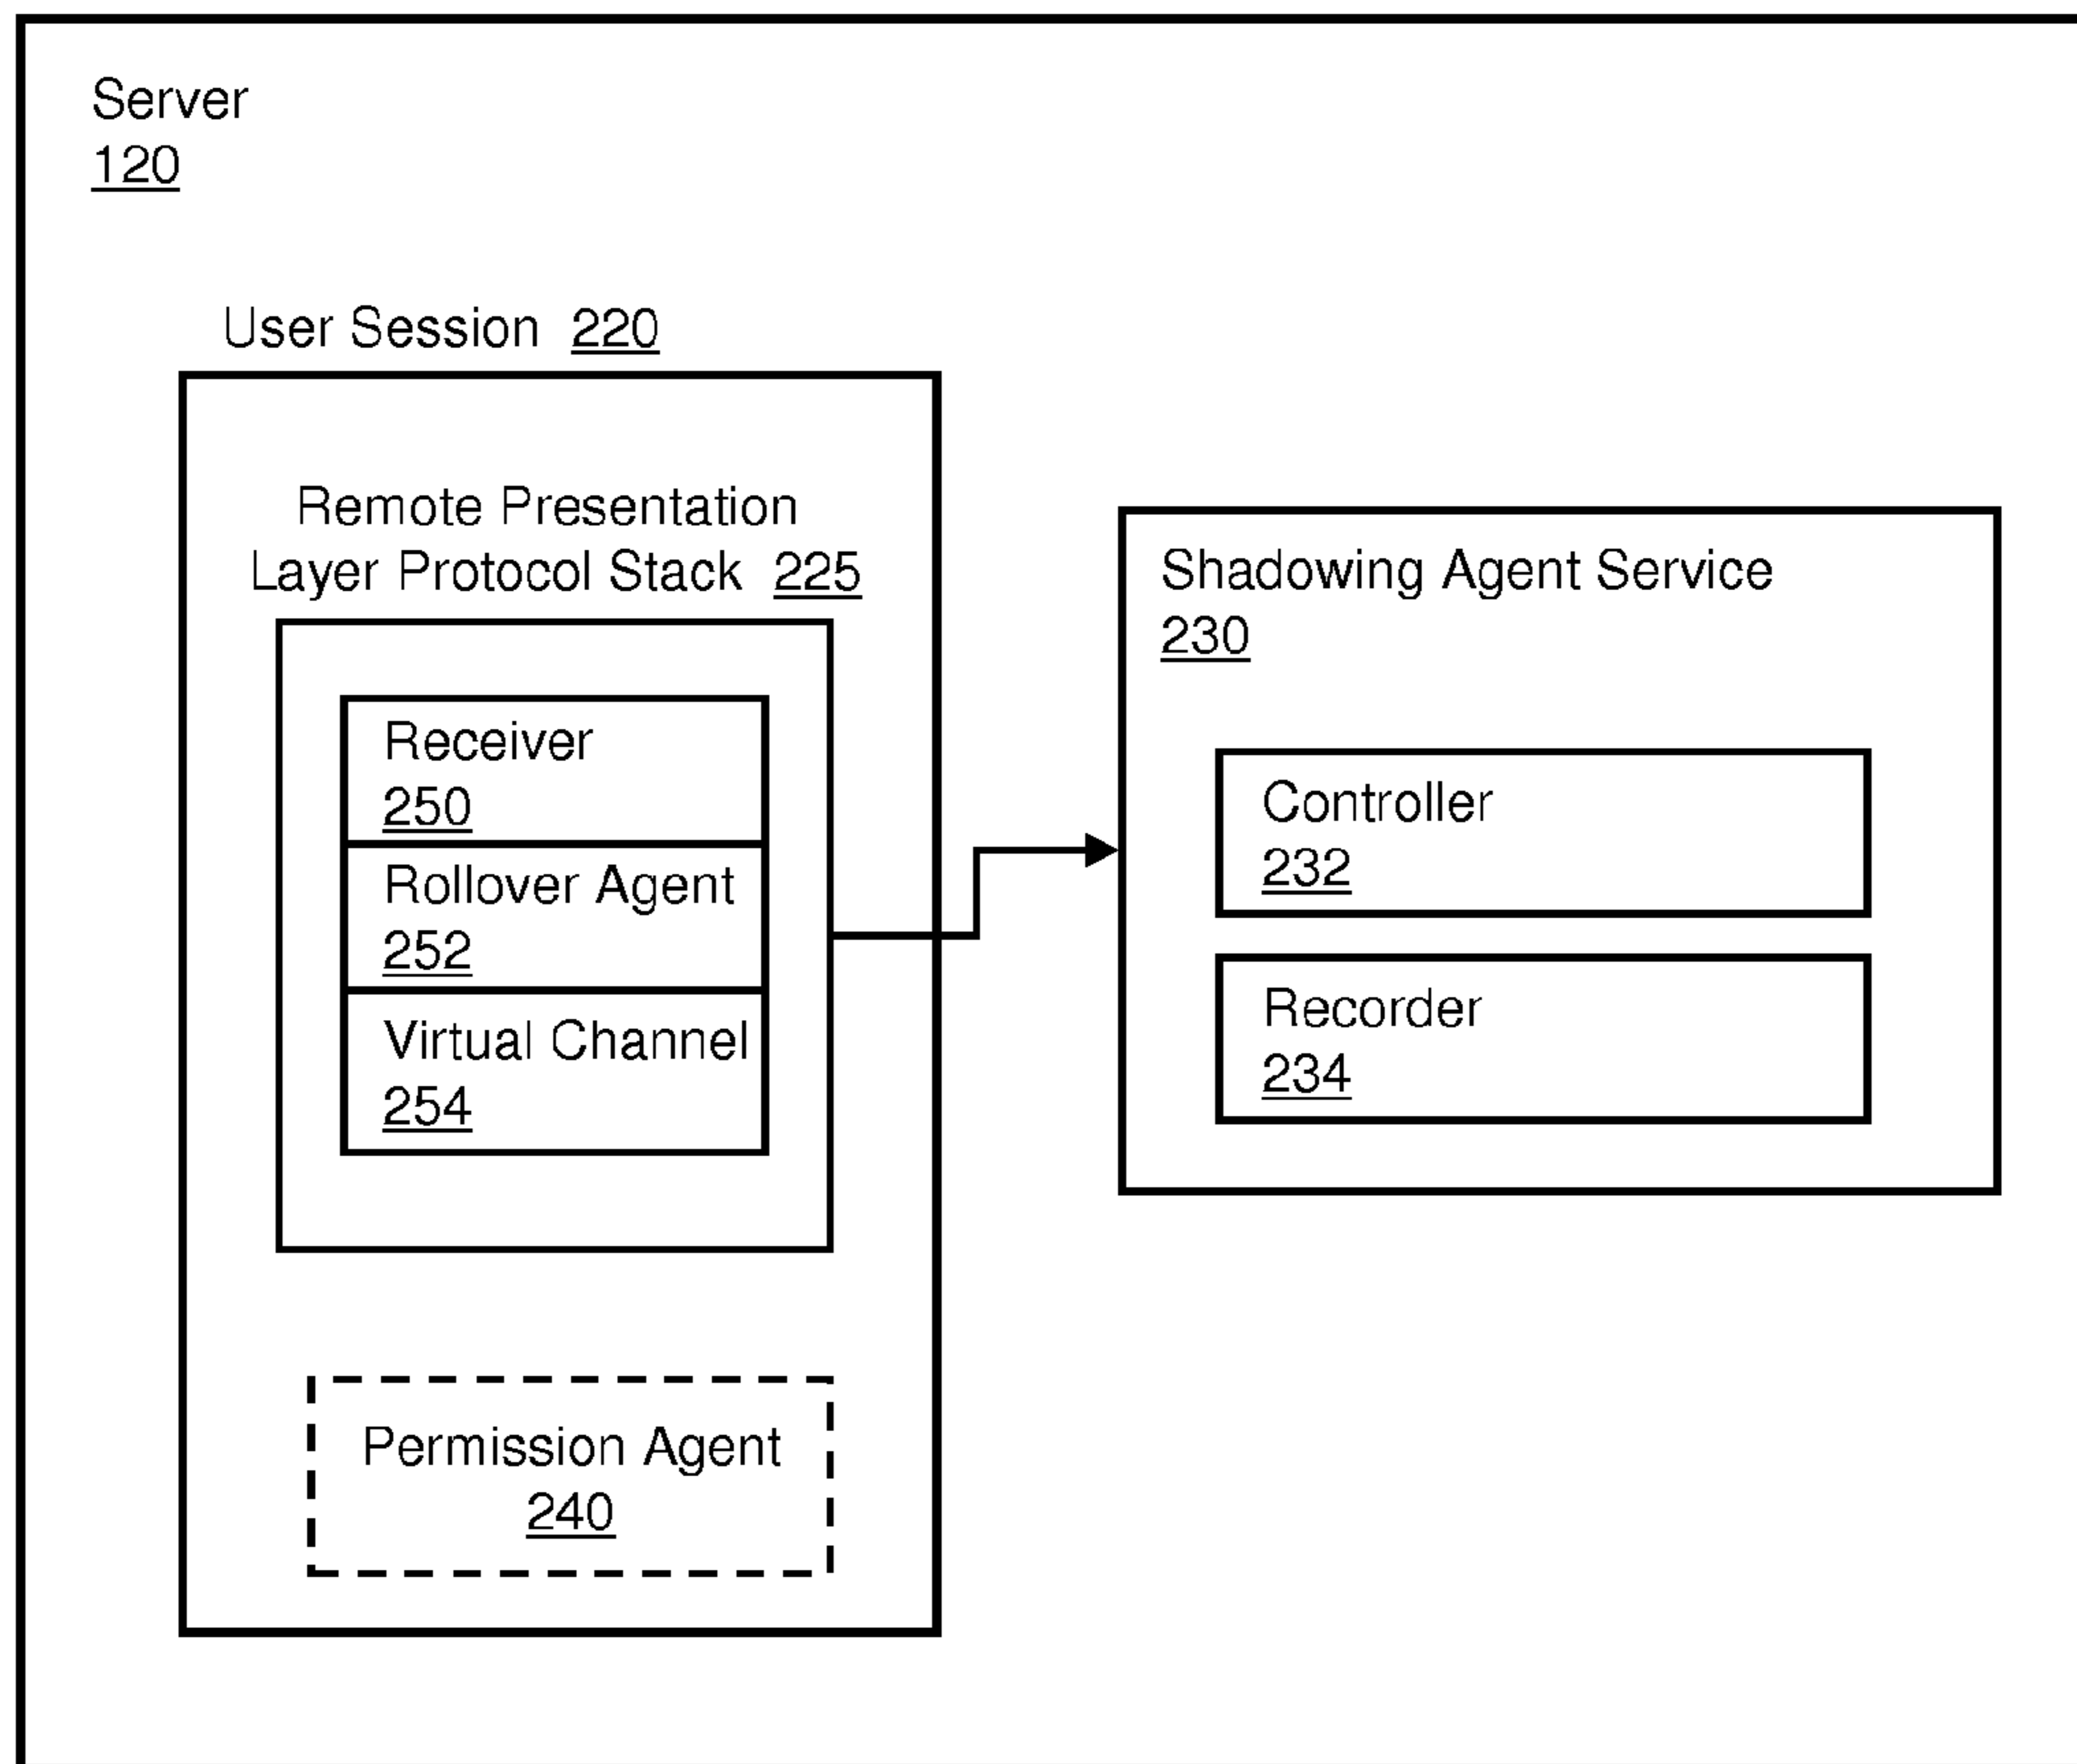 Server
120
User Session 220
Remote Presentation
Layer Protocol Stack 225
Receiver
250
Rollover Agent
252
Virtual Channel
254
Permission Agent
240
Shadowing Agent Service
230
Controller
232
Recorder
234